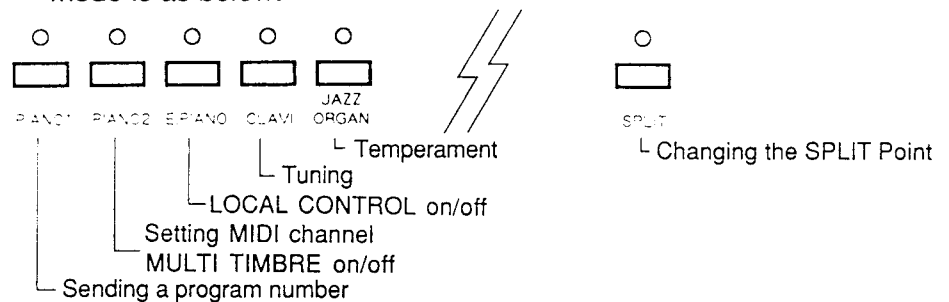 mode is as below.
PIANO1 PIANO2 E.PIANO CLAVI JAZZ ORGAN SPLIT
Temperament
Changing the SPLIT Point
Tuning
LOCAL CONTROL on/off
Setting MIDI channel
MULTI TIMBRE on/off
Sending a program number